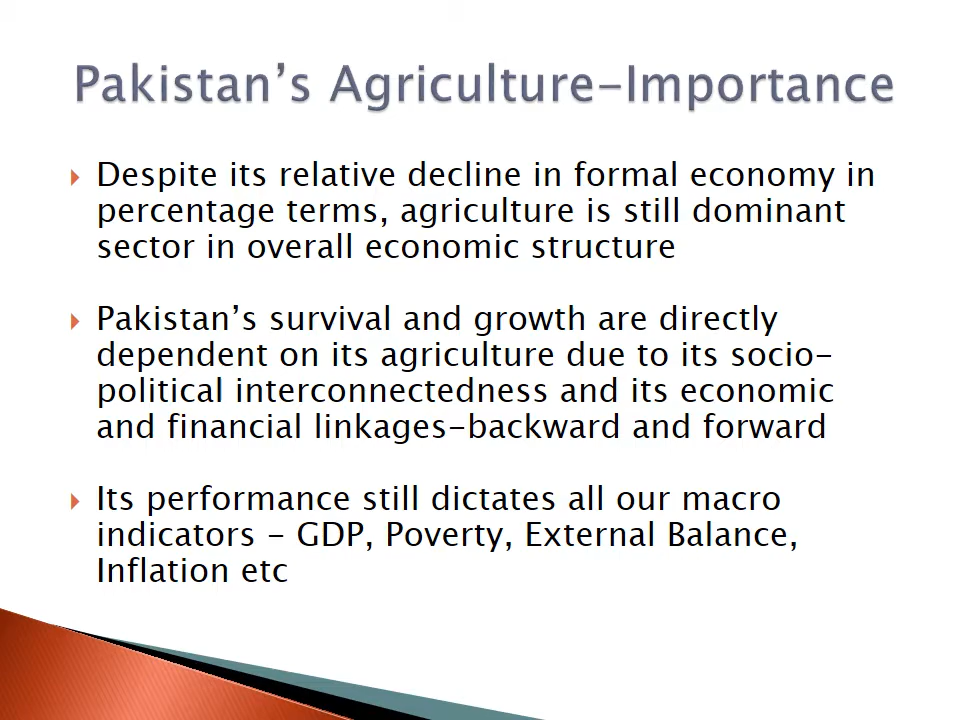 Pakistan's Agriculture-Importance
Despite its relative decline in formal economy in
percentage terms, agriculture is still dominant
sector in overall economic structure
Pakistan's survival and growth are directly
dependent on its agriculture due to its socio-
political interconnectedness and its economic
and financial linkages-backward and forward
Its performance still dictates all our macro
indicators - GDP, Poverty, External Balance,
Inflation etc